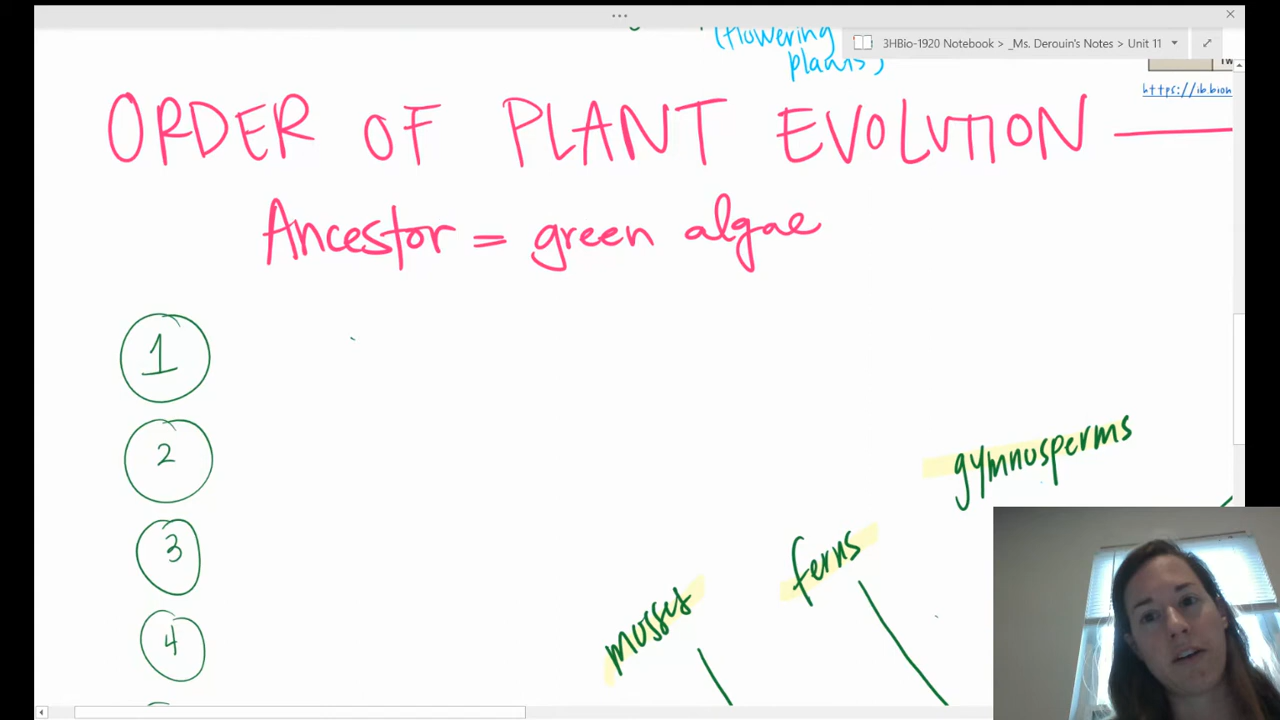 (flowering
plants)
3HBio-1920 Notebook > _Ms. Derouin's Notes > Unit 11
https://ib.bion
ORDER OF PLANT EVOLUTION
Ancestor = green algae
1
2
gymnosperms
3
ferns
4
mosses